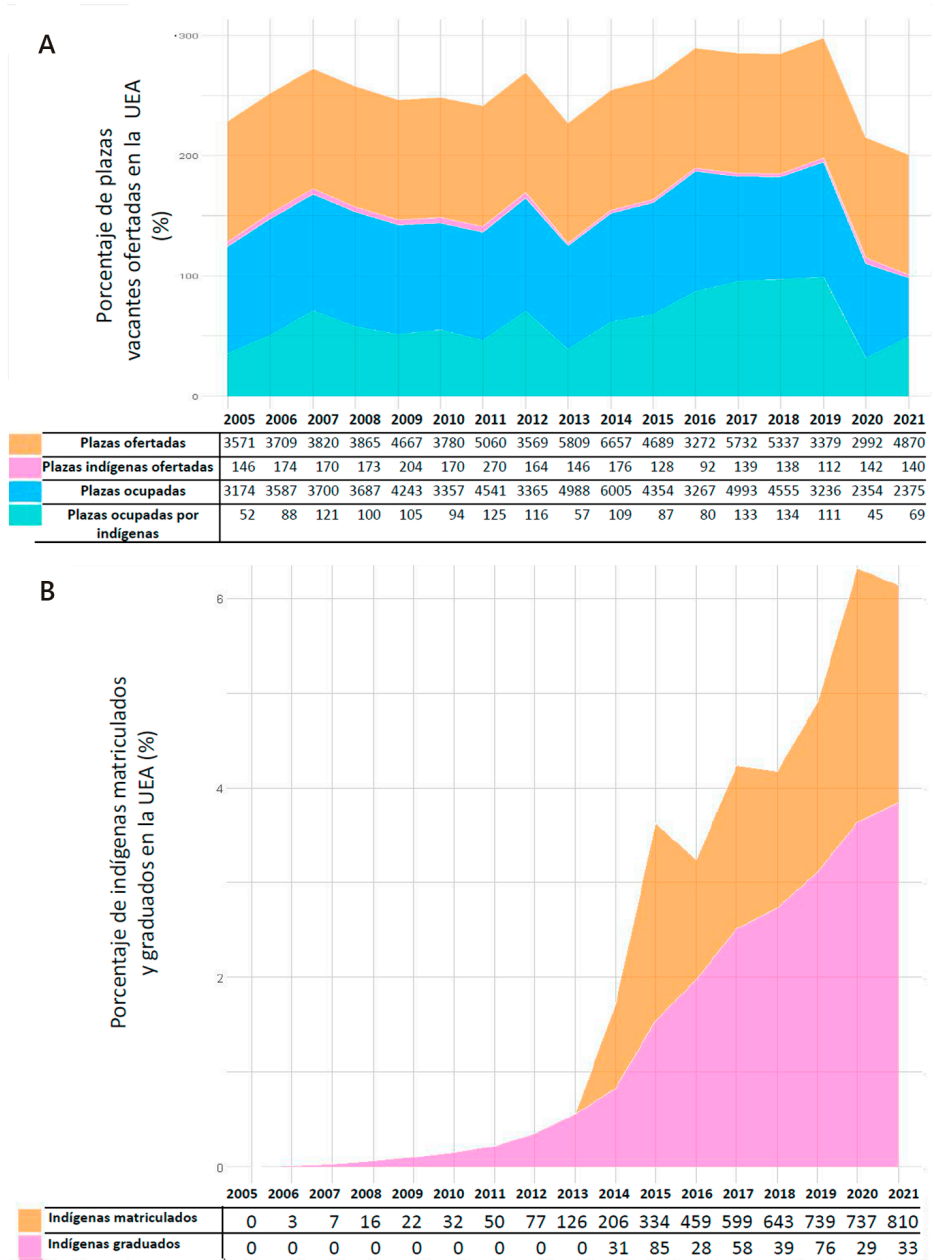 A
Porcentaje de plazas
vacantes ofertadas en la UEA
(%)
300
200
100
0
2005 2006 2007 2008 2009 2010 2011 2012 2013 2014 2015 2016 2017 2018 2019 2020 2021
Plazas ofertadas 3571 3709 3820 3865 4667 3780 5060 3569 5809 6657 4689 3272 5732 5337 3379 2992 4870
Plazas indígenas ofertadas 146 174 170 173 204 170 270 164 146 176 128 92 139 138 112 142 140
Plazas ocupadas 3174 3587 3700 3687 4243 3357 4541 3365 4988 6005 4354 3267 4993 4555 3236 2354 2375
Plazas ocupadas por 52 88 121 100 105 94 125 116 57 109 87 80 133 134 111 45 69
indígenas
B
Porcentaje de indígenas matriculados
y graduados en la UEA (%)
6
4
2
0
2005 2006 2007 2008 2009 2010 2011 2012 2013 2014 2015 2016 2017 2018 2019 2020 2021
Indígenas matriculados 0 3 7 16 22 32 50 77 126 206 334 459 599 643 739 737 810
Indígenas graduados 0 0 0 0 0 0 0 0 0 31 85 28 58 39 76 29 33